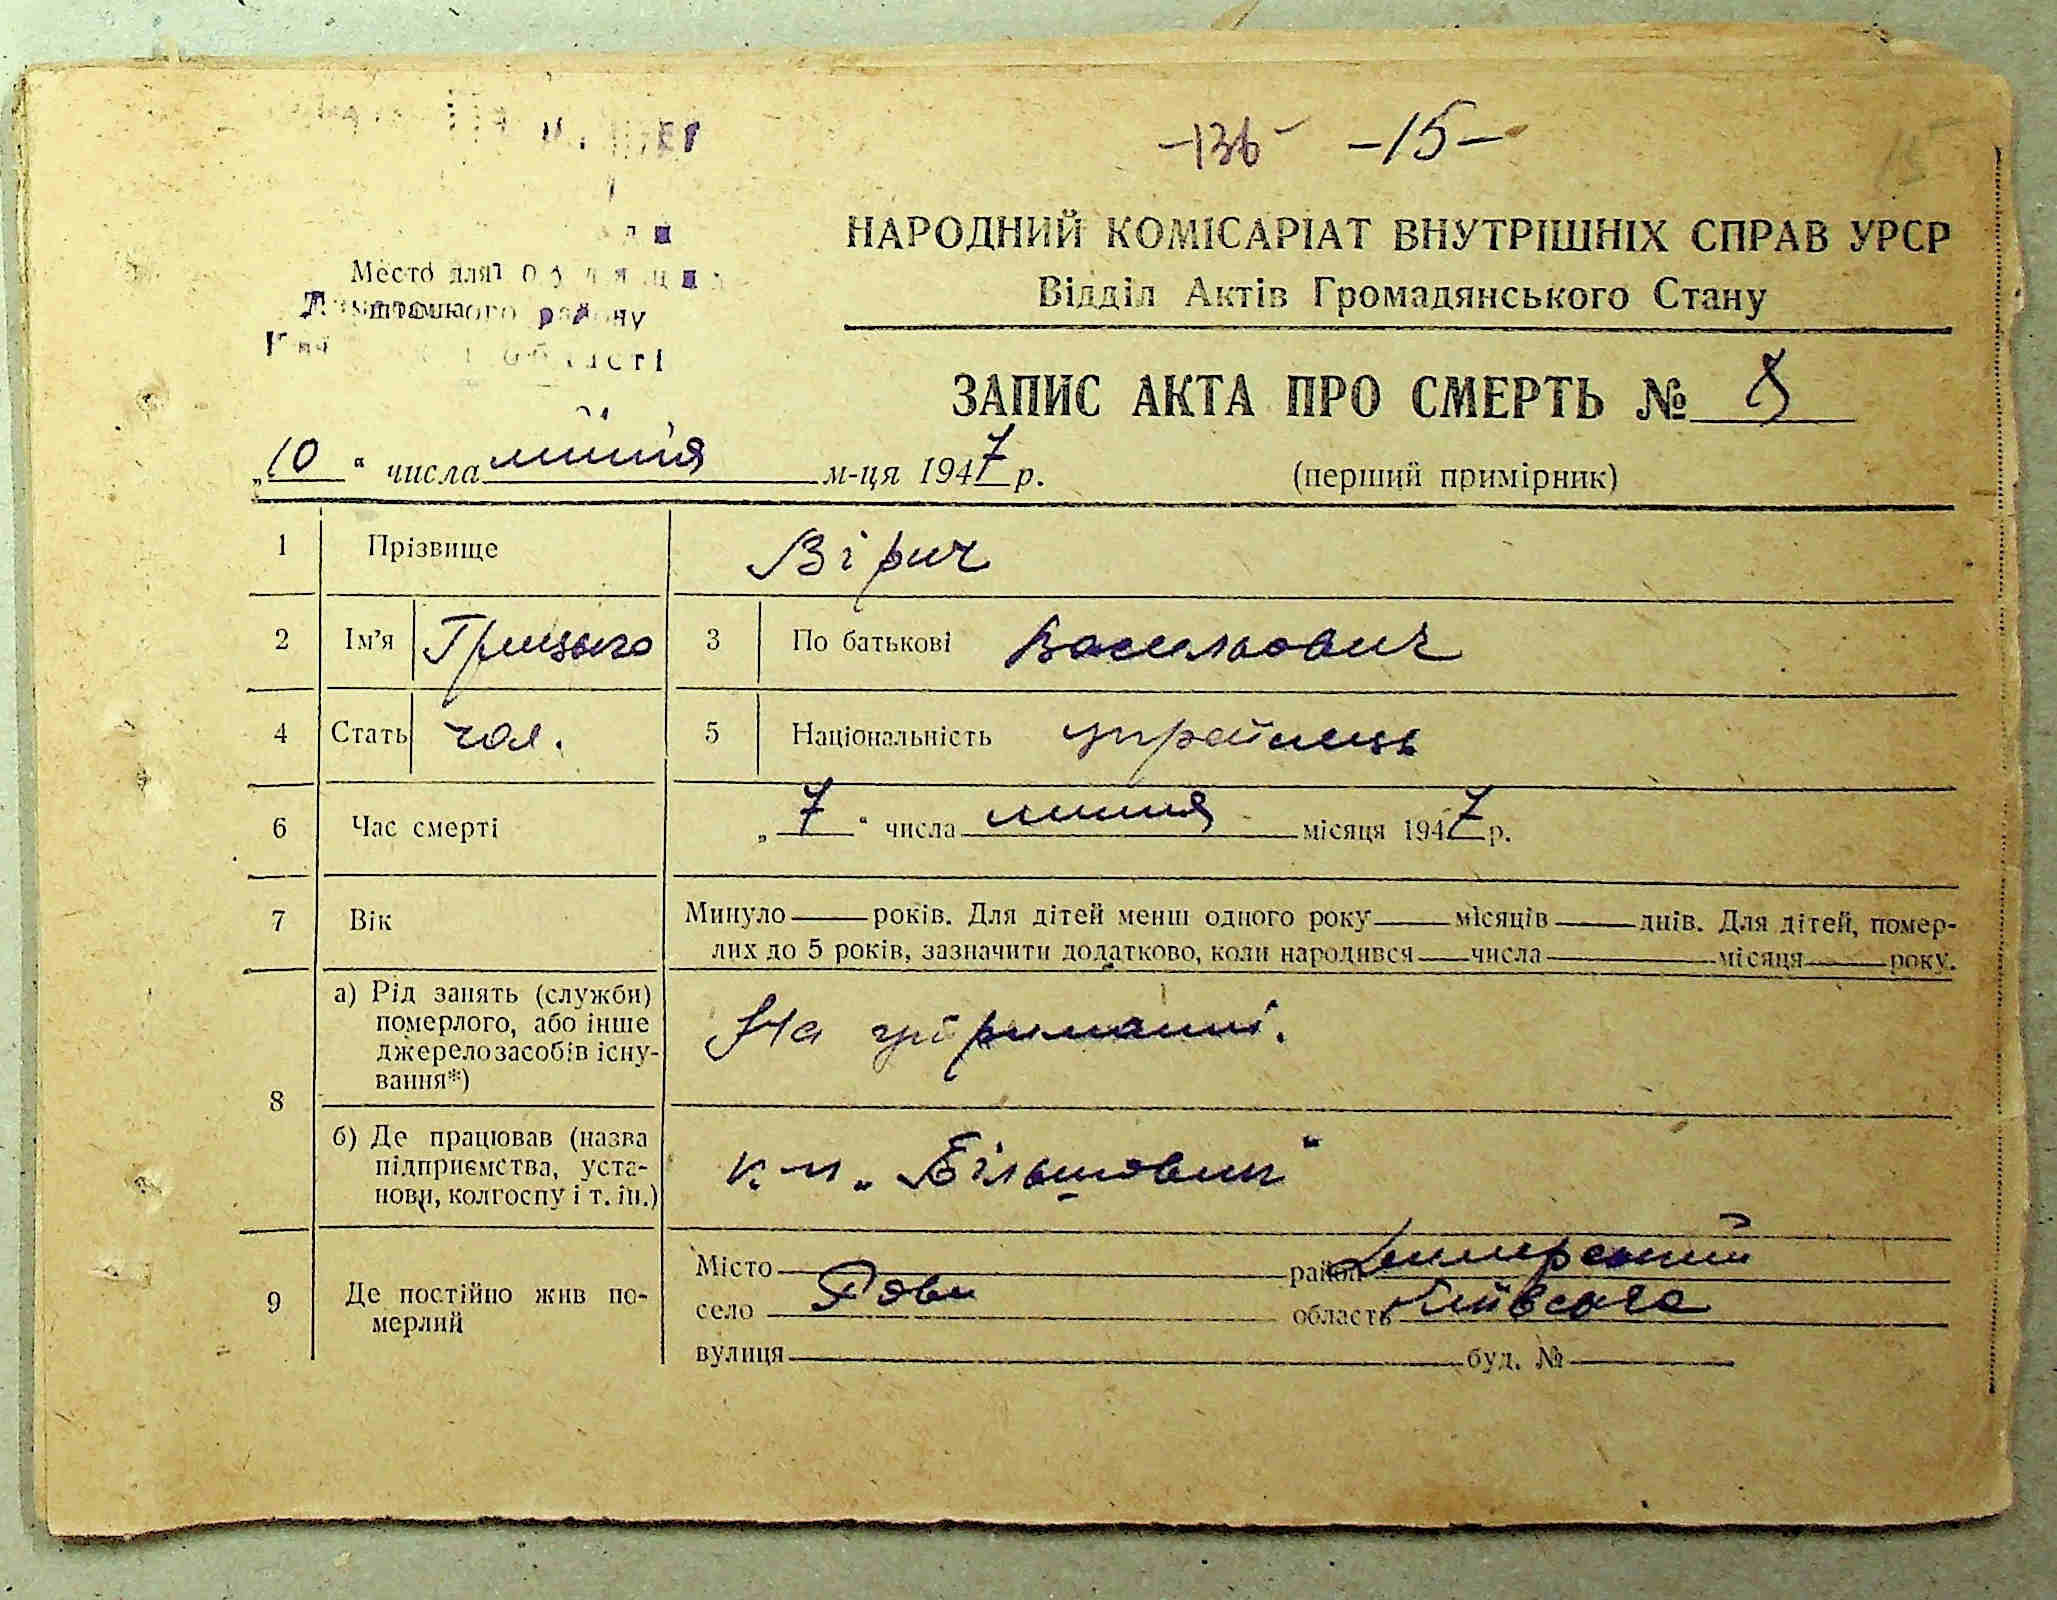 -136- -15-
15
НАРОДНИЙ КОМІСАРІАТ ВНУТРІШНІХ СПРАВ УРСР
Відділ Актів Громадянського Стану
Место для
району
області
ЗАПИС АКТА ПРО СМЕРТЬ № 8
„10“ числа липня м-ця 1947 р. (перший примірник)
1 Прізвище Вірич
2 Ім'я Грицько 3 По батькові Васильович
4 Стать чол. 5 Національність українець
6 Час смерті „7“ числа липня місяця 1947 р.
7 Вік Минуло — років. Для дітей менш одного року — місяців — днів. Для дітей, помер-
лих до 5 років, зазначити додатково, коли народився — числа — місяця — року.
8 а) Рід занять (служби)
померлого, або інше
джерело засобів існу-
вання*)
На утриманні.
б) Де працював (назва
підприємства, уста-
нови, колгоспу і т. ін.)
к-п „Більшовик“
9 Де постійно жив по-
мерлий
Місто район Димерський
село область Київська
вулиця буд. №